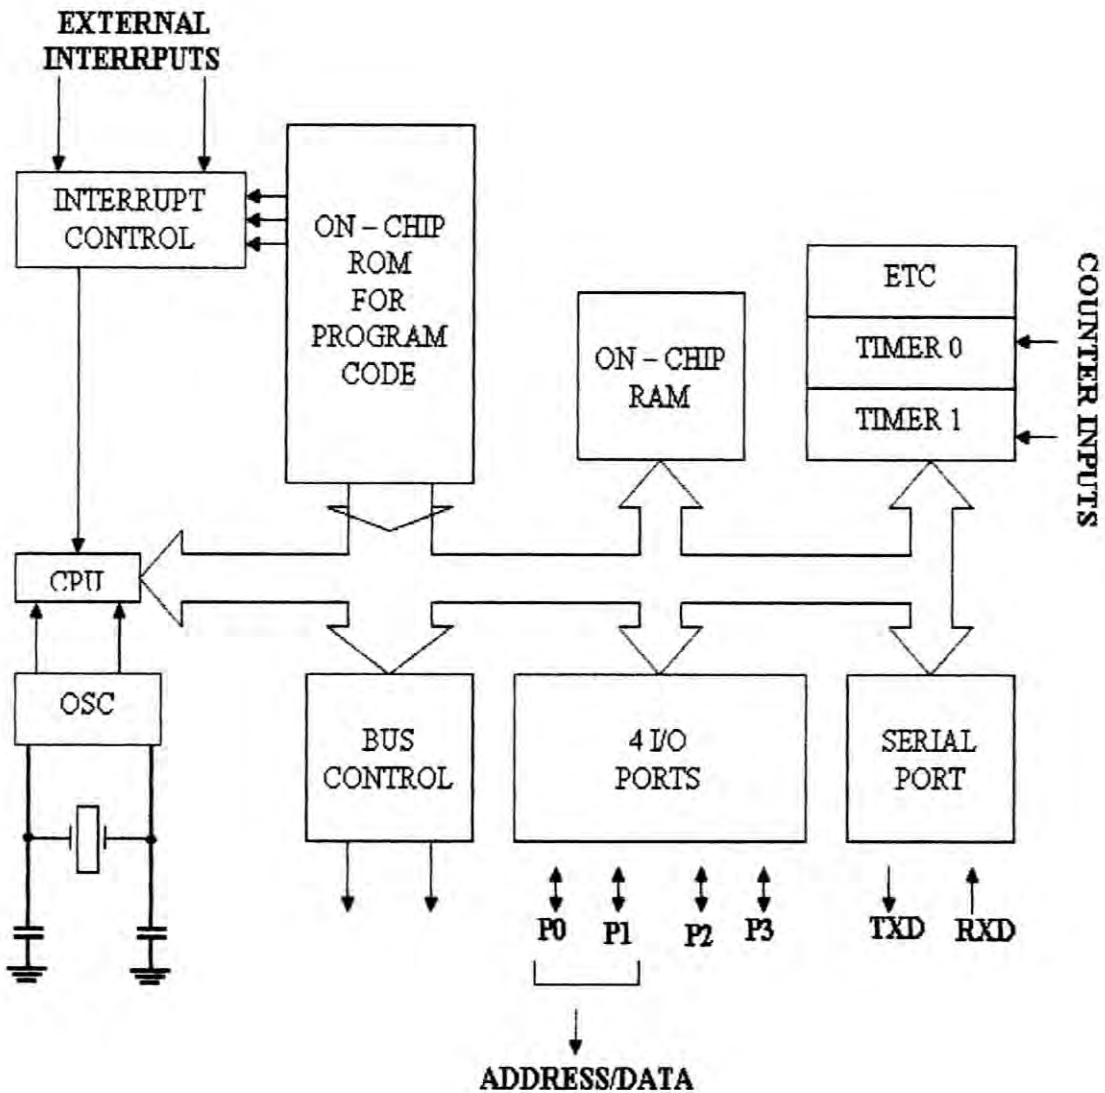 EXTERNAL
INTERRPUTS
INTERRUPT
CONTROL
ON – CHIP
ROM
FOR
PROGRAM
CODE
ON – CHIP
RAM
ETC
TIMER 0
TIMER 1
COUNTER INPUTS
CPU
OSC
BUS
CONTROL
4 I/O
PORTS
SERIAL
PORT
P0 P1 P2 P3
TXD RXD
ADDRESS/DATA